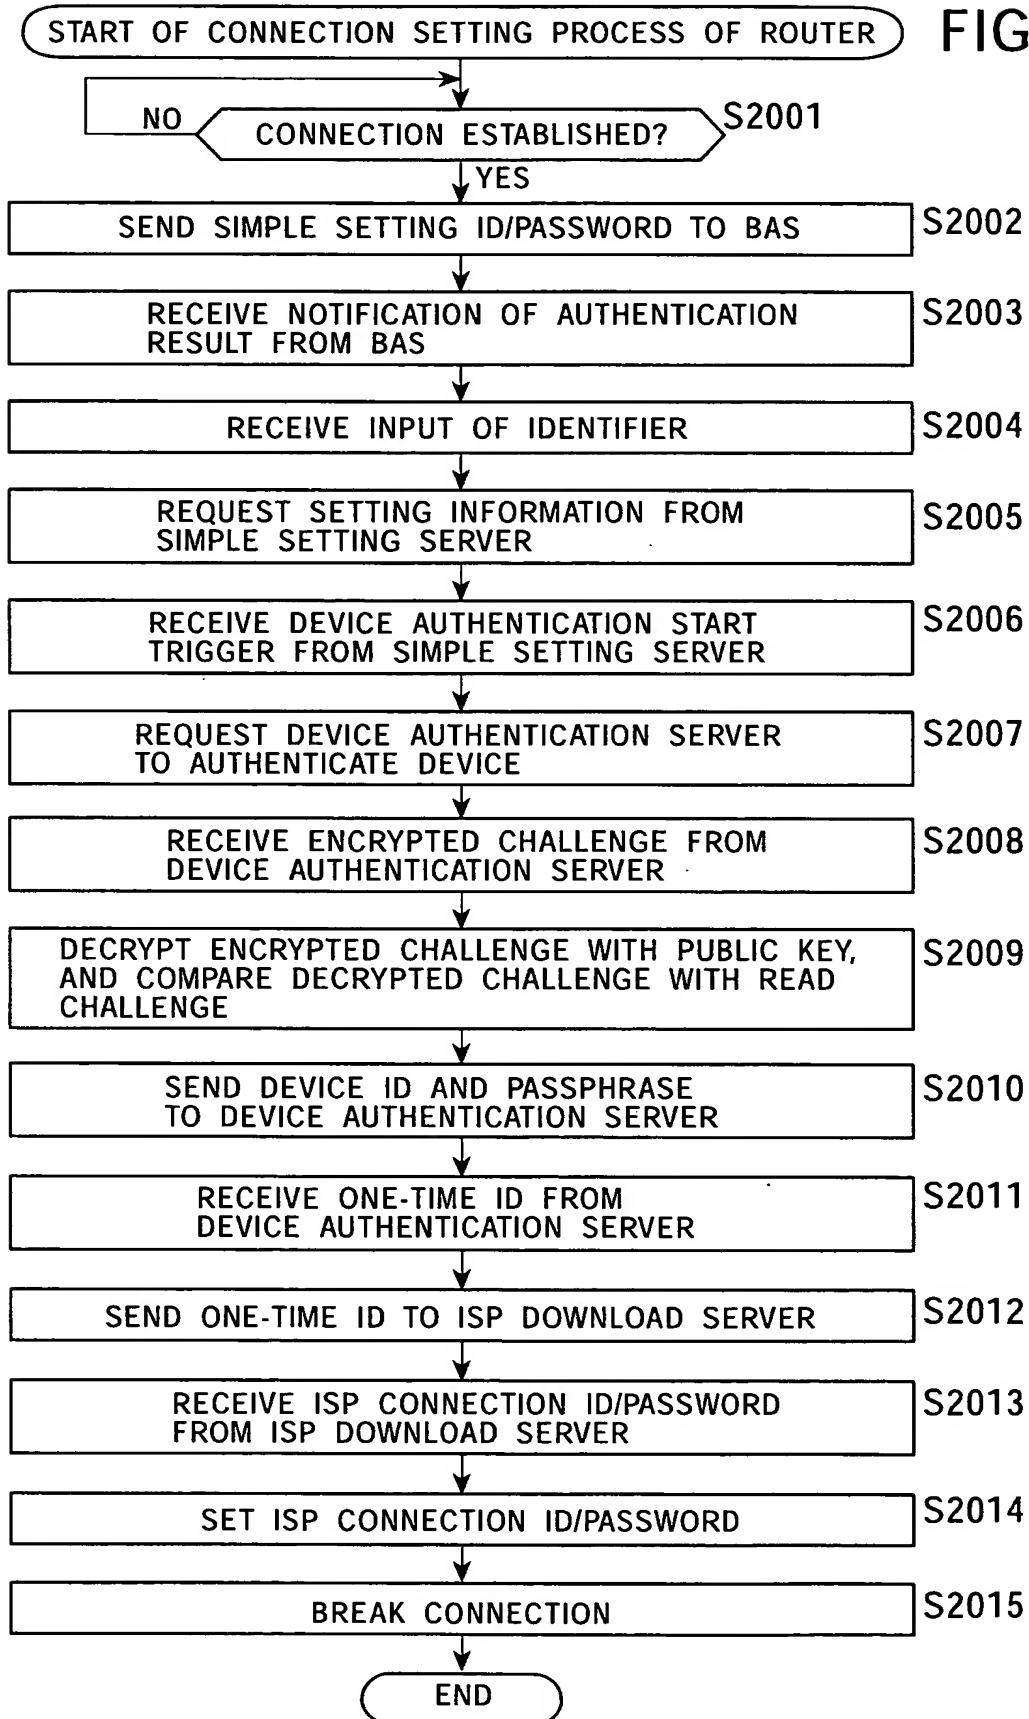 START OF CONNECTION SETTING PROCESS OF ROUTER
FIG
NO
CONNECTION ESTABLISHED?
S2001
YES
SEND SIMPLE SETTING ID/PASSWORD TO BAS
S2002
RECEIVE NOTIFICATION OF AUTHENTICATION
RESULT FROM BAS
S2003
RECEIVE INPUT OF IDENTIFIER
S2004
REQUEST SETTING INFORMATION FROM
SIMPLE SETTING SERVER
S2005
RECEIVE DEVICE AUTHENTICATION START
TRIGGER FROM SIMPLE SETTING SERVER
S2006
REQUEST DEVICE AUTHENTICATION SERVER
TO AUTHENTICATE DEVICE
S2007
RECEIVE ENCRYPTED CHALLENGE FROM
DEVICE AUTHENTICATION SERVER
S2008
DECRYPT ENCRYPTED CHALLENGE WITH PUBLIC KEY,
AND COMPARE DECRYPTED CHALLENGE WITH READ
CHALLENGE
S2009
SEND DEVICE ID AND PASSPHRASE
TO DEVICE AUTHENTICATION SERVER
S2010
RECEIVE ONE-TIME ID FROM
DEVICE AUTHENTICATION SERVER
S2011
SEND ONE-TIME ID TO ISP DOWNLOAD SERVER
S2012
RECEIVE ISP CONNECTION ID/PASSWORD
FROM ISP DOWNLOAD SERVER
S2013
SET ISP CONNECTION ID/PASSWORD
S2014
BREAK CONNECTION
S2015
END